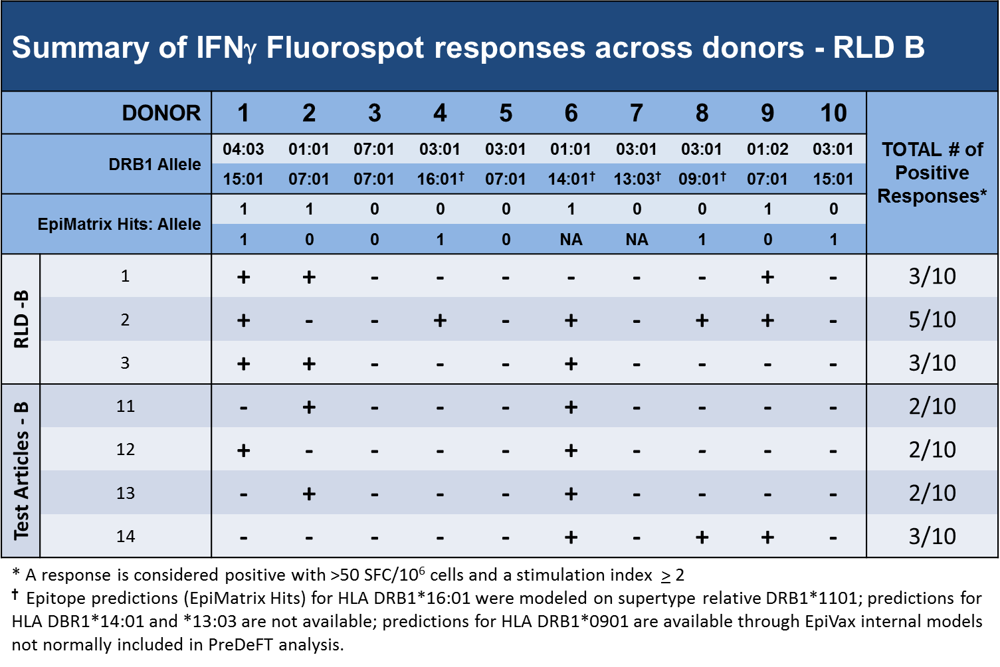 Summary of IFNγ Fluorospot responses across donors - RLD B
DONOR 1 2 3 4 5 6 7 8 9 10 TOTAL # of Positive Responses*
DRB1 Allele 04:03 01:01 07:01 03:01 03:01 01:01 03:01 03:01 01:02 03:01
15:01 07:01 07:01 16:01† 07:01 14:01† 13:03† 09:01† 07:01 15:01
EpiMatrix Hits: Allele 1 1 0 0 0 1 0 0 1 0
1 0 0 1 0 NA NA 1 0 1
RLD -B
1 + + - - - - - - + - 3/10
2 + - - + - + - + + - 5/10
3 + + - - - + - - - - 3/10
Test Articles - B
11 - + - - - + - - - - 2/10
12 + - - - - + - - - - 2/10
13 - + - - - + - - - - 2/10
14 - - - - - + - + + - 3/10
* A response is considered positive with >50 SFC/10⁶ cells and a stimulation index ≥ 2
† Epitope predictions (EpiMatrix Hits) for HLA DRB1*16:01 were modeled on supertype relative DRB1*1101; predictions for
HLA DBR1*14:01 and *13:03 are not available; predictions for HLA DRB1*0901 are available through EpiVax internal models
not normally included in PreDeFT analysis.